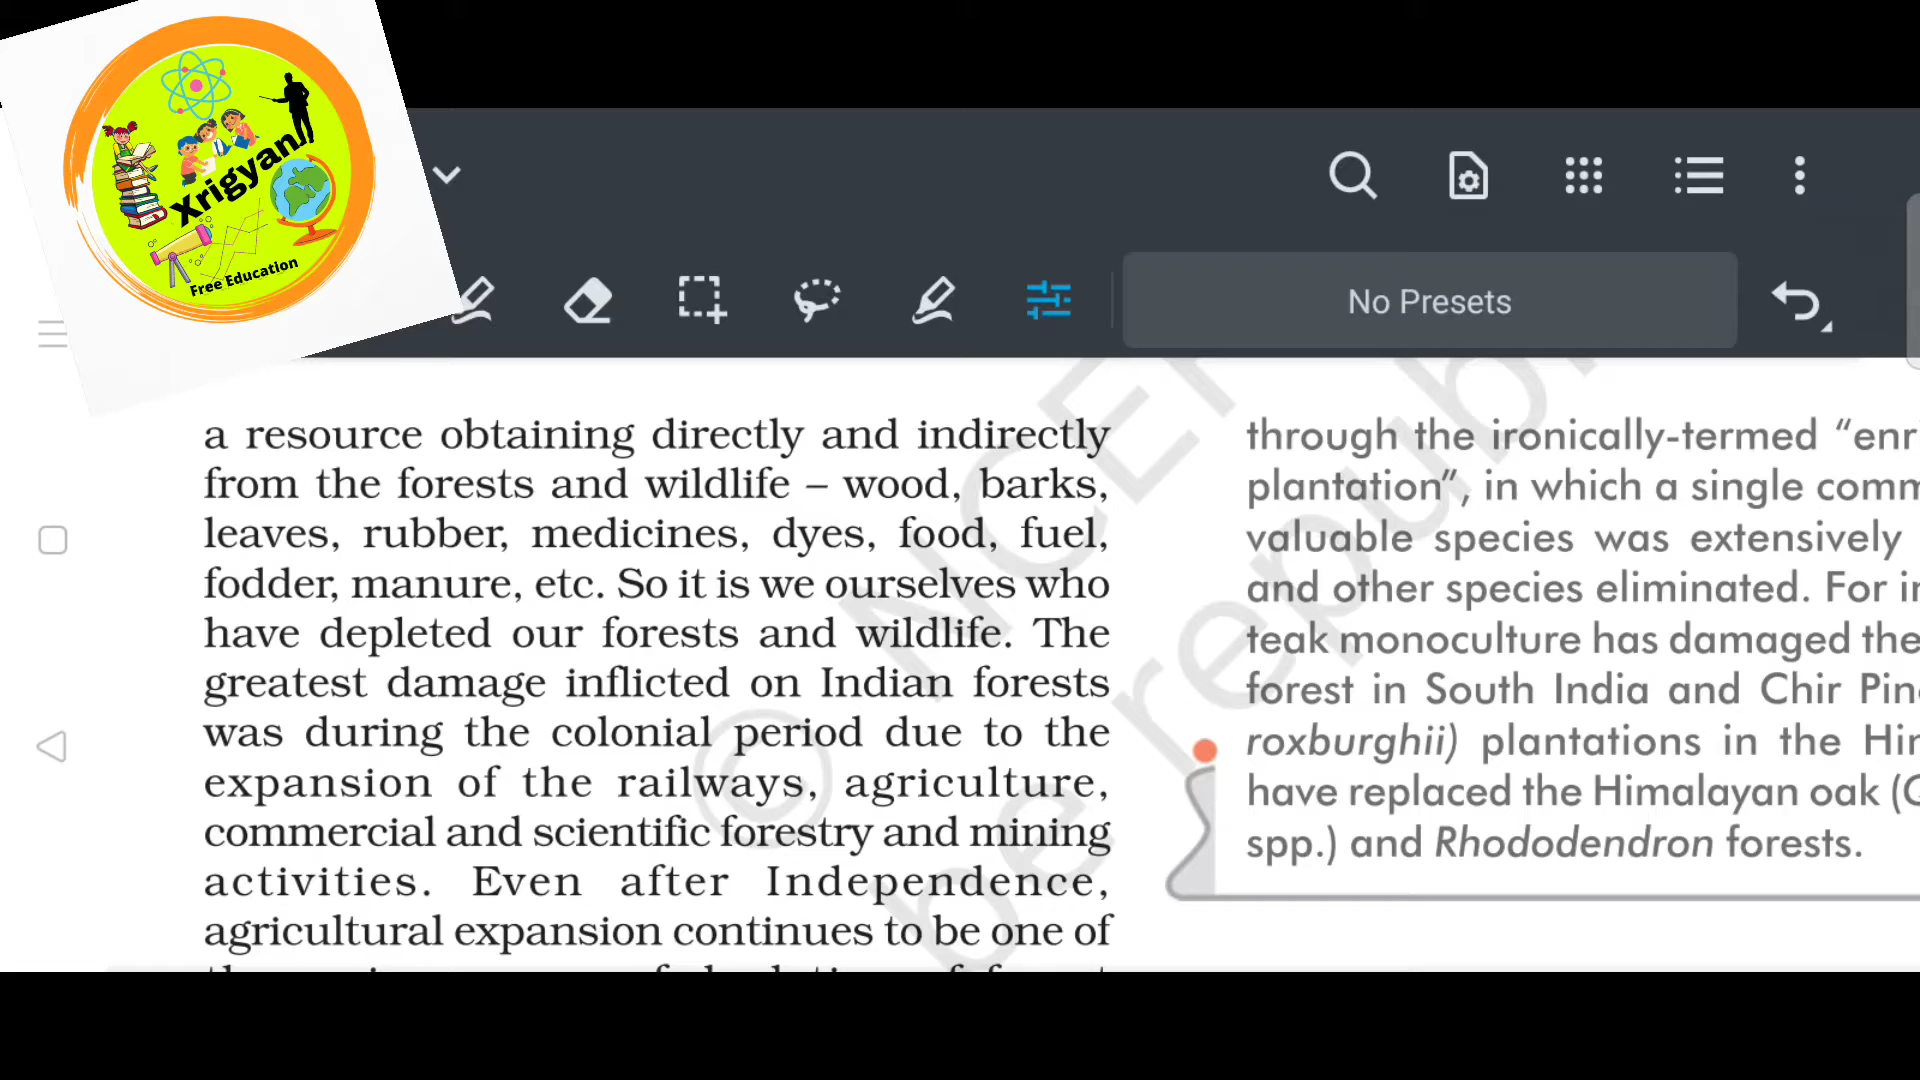 Xrigyan
Free Education
No Presets
a resource obtaining directly and indirectly
from the forests and wildlife – wood, barks,
leaves, rubber, medicines, dyes, food, fuel,
fodder, manure, etc. So it is we ourselves who
have depleted our forests and wildlife. The
greatest damage inflicted on Indian forests
was during the colonial period due to the
expansion of the railways, agriculture,
commercial and scientific forestry and mining
activities. Even after Independence,
agricultural expansion continues to be one of
through the ironically-termed “enr
plantation”, in which a single comm
valuable species was extensively
and other species eliminated. For in
teak monoculture has damaged the
forest in South India and Chir Pin
roxburghii) plantations in the Him
have replaced the Himalayan oak (Q
spp.) and Rhododendron forests.
© NCER
be republ